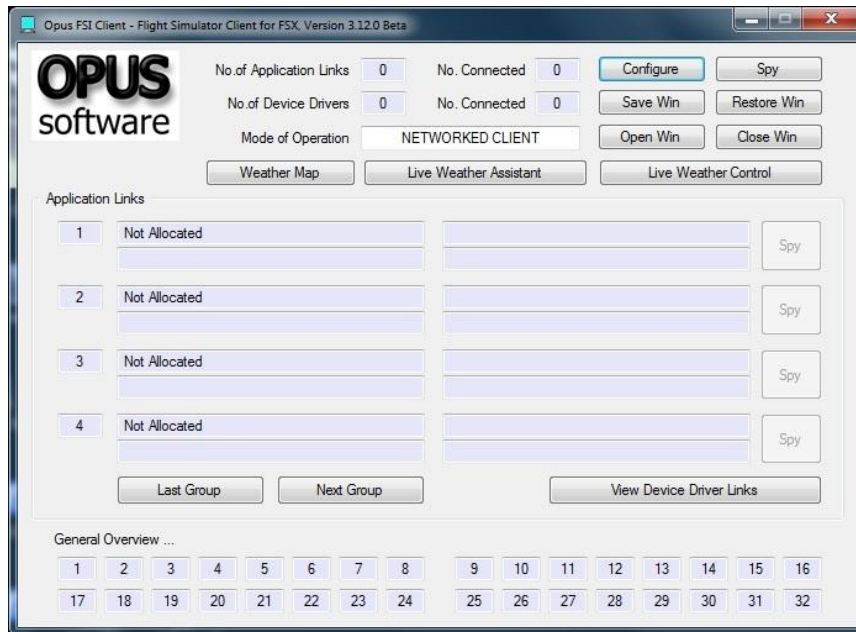 Opus FSI Client - Flight Simulator Client for FSX, Version 3.12.0 Beta
OPUS
software
No.of Application Links 0 No. Connected 0 Configure Spy
No.of Device Drivers 0 No. Connected 0 Save Win Restore Win
Mode of Operation NETWORKED CLIENT Open Win Close Win
Weather Map Live Weather Assistant Live Weather Control
Application Links
1 Not Allocated Spy
2 Not Allocated Spy
3 Not Allocated Spy
4 Not Allocated Spy
Last Group Next Group View Device Driver Links
General Overview ...
1 2 3 4 5 6 7 8 9 10 11 12 13 14 15 16
17 18 19 20 21 22 23 24 25 26 27 28 29 30 31 32